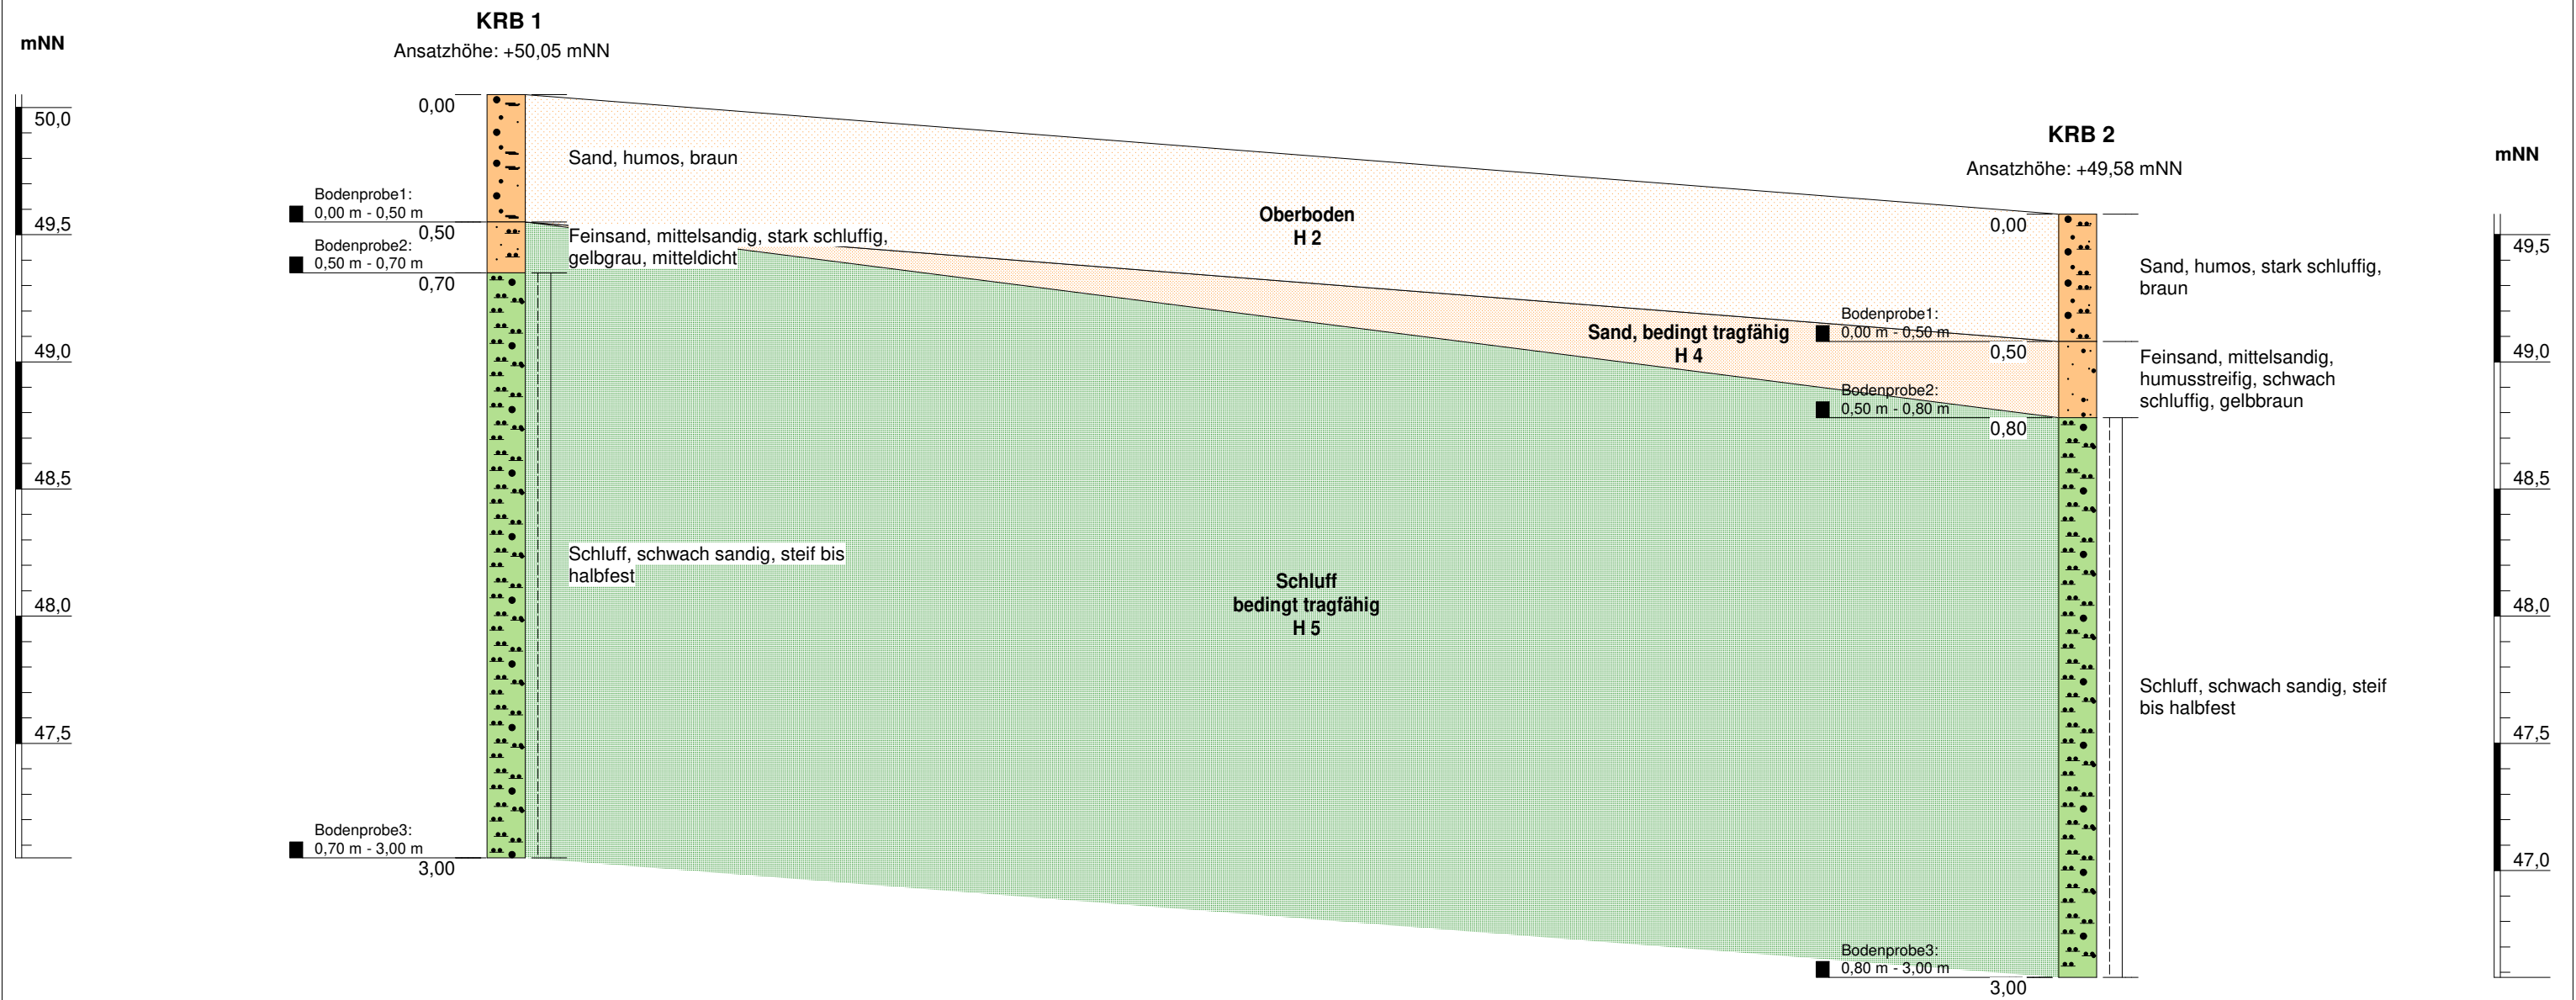 KRB 1
Ansatzhöhe: +50,05 mNN
mNN
50,0
49,5
49,0
48,5
48,0
47,5
0,00
Bodenprobe1:
0,00 m - 0,50 m
0,50
Bodenprobe2:
0,50 m - 0,70 m
0,70
Bodenprobe3:
0,70 m - 3,00 m
3,00
Sand, humos, braun
Feinsand, mittelsandig, stark schluffig,
gelbgrau, mitteldicht
Schluff, schwach sandig, steif bis
halbfest
Oberboden
H 2
Sand, bedingt tragfähig
H 4
Schluff
bedingt tragfähig
H 5
KRB 2
Ansatzhöhe: +49,58 mNN
0,00
Bodenprobe1:
0,00 m - 0,50 m
0,50
Bodenprobe2:
0,50 m - 0,80 m
0,80
Bodenprobe3:
0,80 m - 3,00 m
3,00
Sand, humos, stark schluffig,
braun
Feinsand, mittelsandig,
humusstreifig, schwach
schluffig, gelbbraun
Schluff, schwach sandig, steif
bis halbfest
mNN
49,5
49,0
48,5
48,0
47,5
47,0